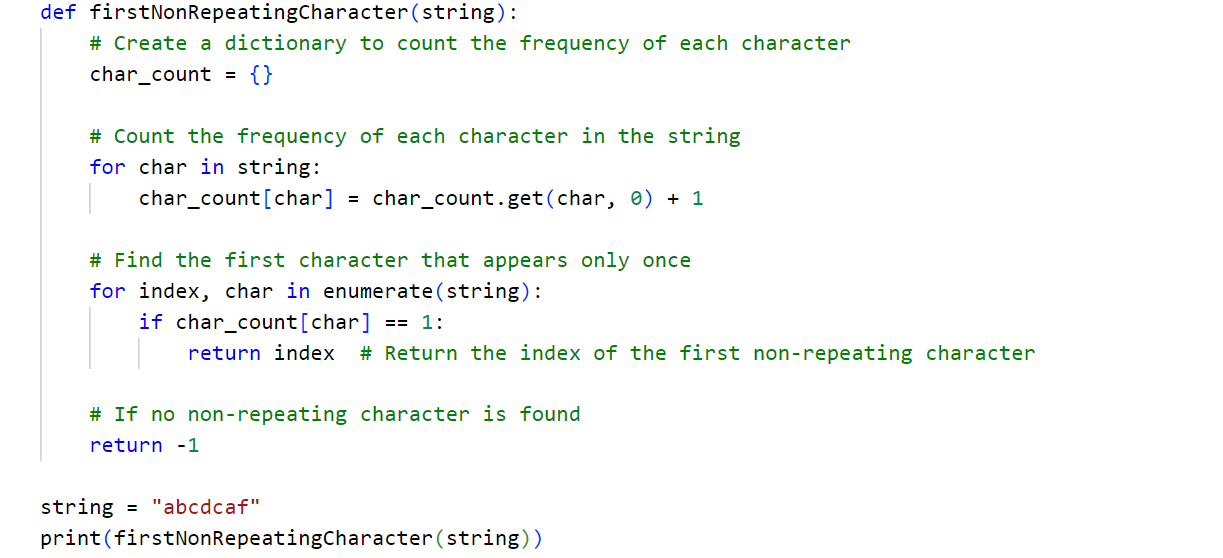 def firstNonRepeatingCharacter(string):
    # Create a dictionary to count the frequency of each character
    char_count = {}

    # Count the frequency of each character in the string
    for char in string:
        char_count[char] = char_count.get(char, 0) + 1

    # Find the first character that appears only once
    for index, char in enumerate(string):
        if char_count[char] == 1:
            return index  # Return the index of the first non-repeating character

    # If no non-repeating character is found
    return -1

string = "abcdcaf"
print(firstNonRepeatingCharacter(string))